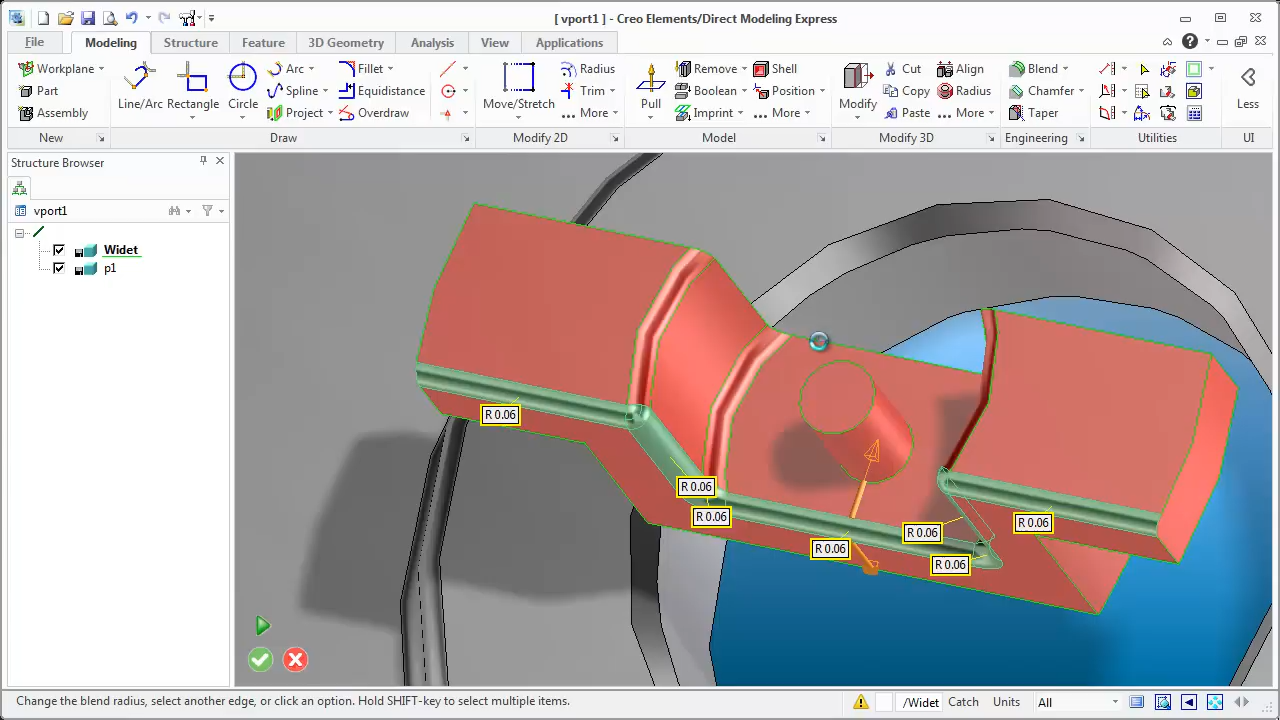 [ vport1 ] - Creo Elements/Direct Modeling Express
File Modeling Structure Feature 3D Geometry Analysis View Applications
Workplane Line/Arc Rectangle Circle Arc Fillet Move/Stretch Radius Pull Remove Shell Modify Cut Align Blend Less
Part Spline Equidistance Trim Boolean Position Copy Radius Chamfer
Assembly Project Overdraw More Imprint More Paste More Taper
New Draw Modify 2D Model Modify 3D Engineering Utilities UI
Structure Browser
vport1
Widet
p1
R 0.06
R 0.06
R 0.06
R 0.06
R 0.06
R 0.06
R 0.06
Change the blend radius, select another edge, or click an option. Hold SHIFT-key to select multiple items.
/Widet Catch Units All